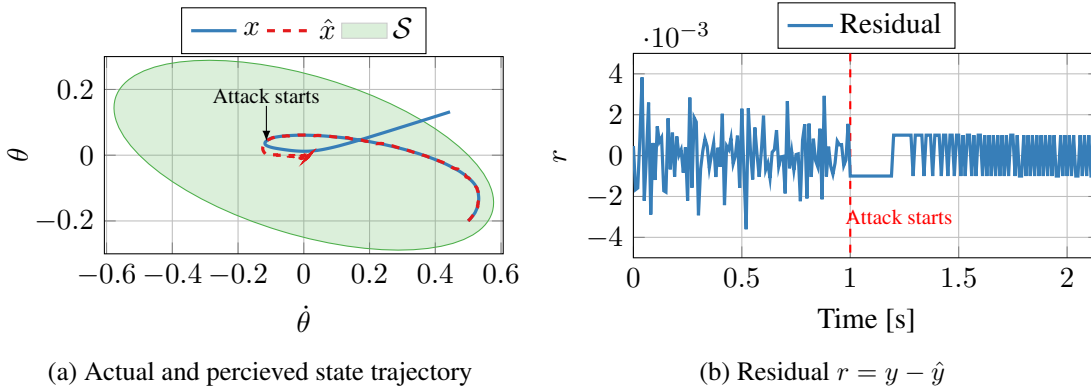 x x̂ 𝒮
0.2
0
−0.2
θ
Attack starts
−0.6 −0.4 −0.2 0 0.2 0.4 0.6
θ̇
(a) Actual and percieved state trajectory
Residual
·10⁻³
4
2
0
−2
−4
r
Attack starts
0 0.5 1 1.5 2
Time [s]
(b) Residual r = y − ŷ